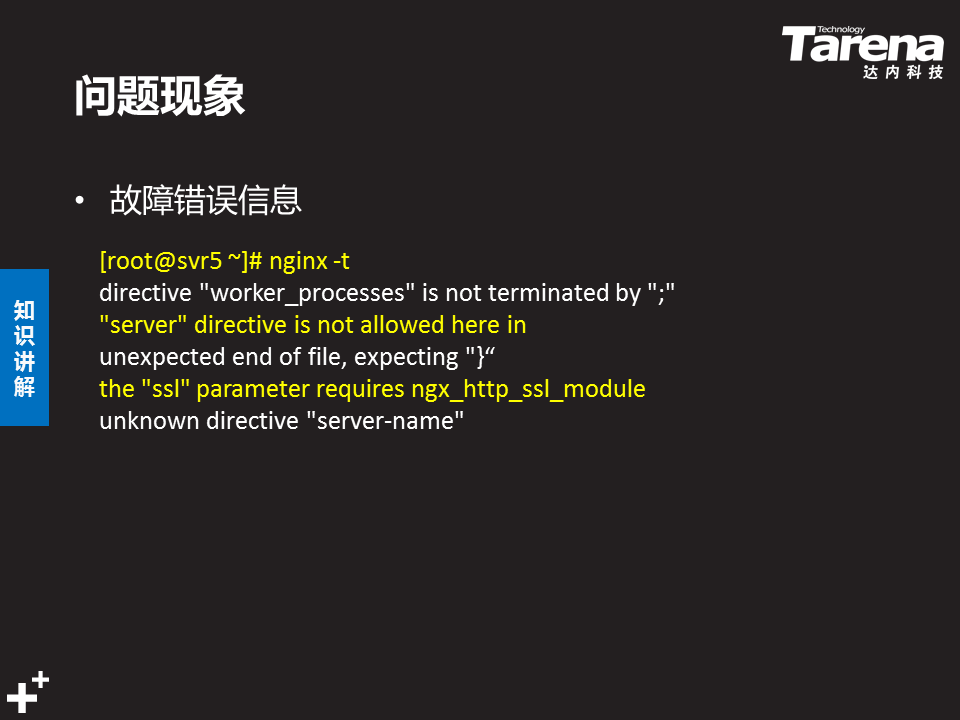 Technology
Tarena
达内科技
问题现象
• 故障错误信息
[root@svr5 ~]# nginx -t
directive "worker_processes" is not terminated by ";"
"server" directive is not allowed here in
unexpected end of file, expecting "}“
the "ssl" parameter requires ngx_http_ssl_module
unknown directive "server-name"
知
识
讲
解